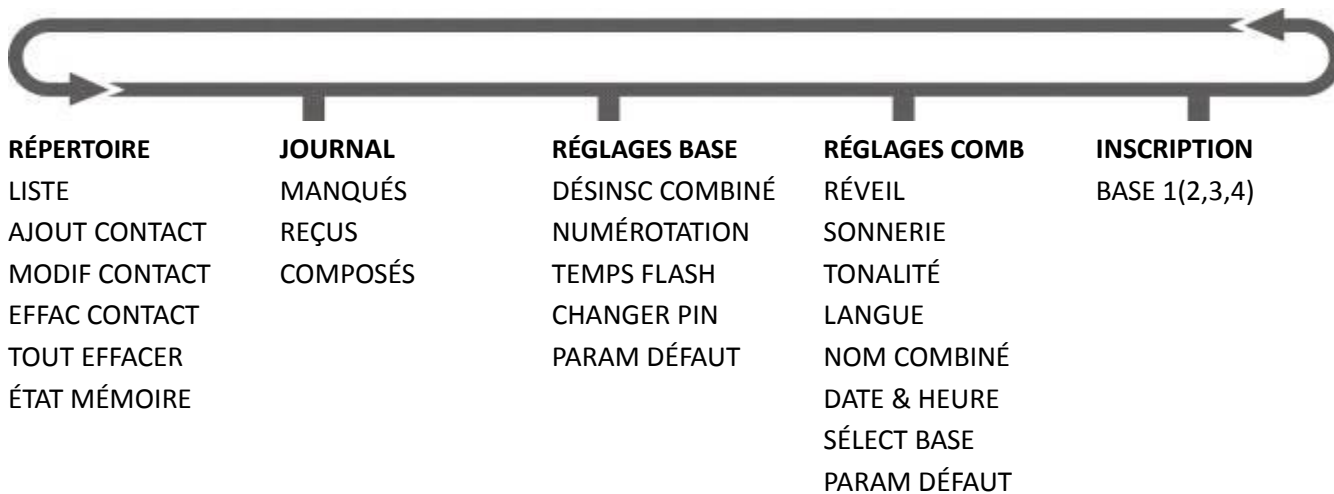 RÉPERTOIRE
LISTE
AJOUT CONTACT
MODIF CONTACT
EFFAC CONTACT
TOUT EFFACER
ÉTAT MÉMOIRE
JOURNAL
MANQUÉS
REÇUS
COMPOSÉS
RÉGLAGES BASE
DÉSINSC COMBINÉ
NUMÉROTATION
TEMPS FLASH
CHANGER PIN
PARAM DÉFAUT
RÉGLAGES COMB
RÉVEIL
SONNERIE
TONALITÉ
LANGUE
NOM COMBINÉ
DATE & HEURE
SÉLECT BASE
PARAM DÉFAUT
INSCRIPTION
BASE 1(2,3,4)